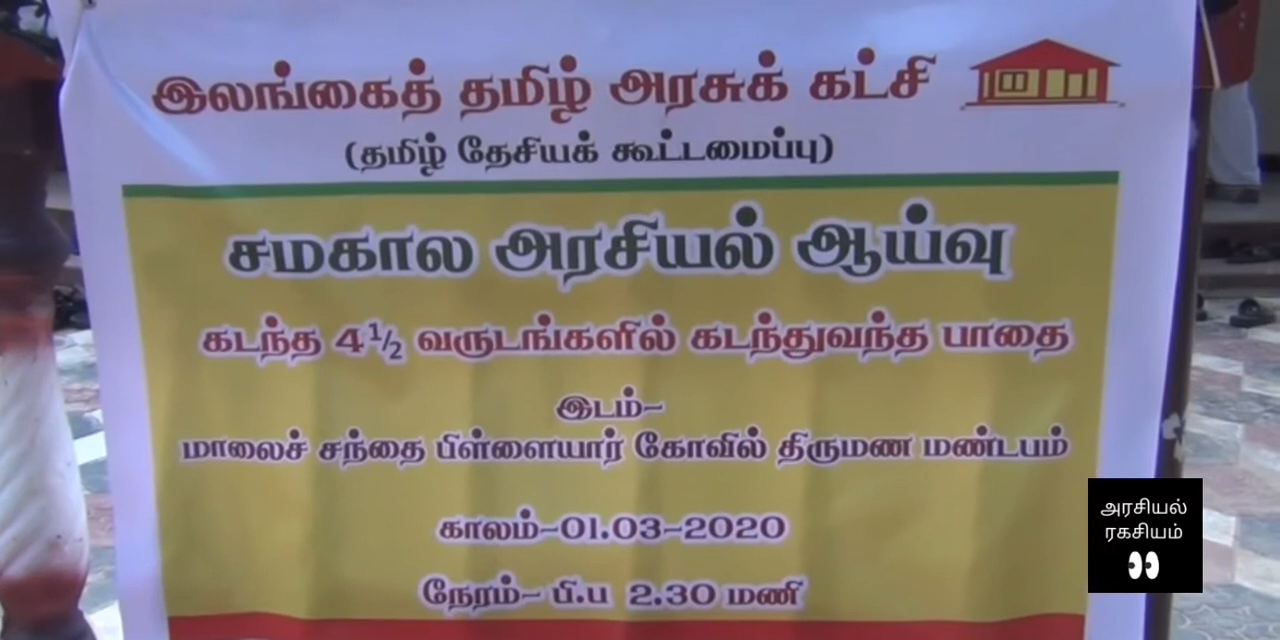 இலங்கைத் தமிழ் அரசுக் கட்சி
(தமிழ் தேசியக் கூட்டமைப்பு)
சமகால அரசியல் ஆய்வு
கடந்த 4½ வருடங்களில் கடந்துவந்த பாதை
இடம்-
மாலைச் சந்தை பிள்ளையார் கோவில் திருமண மண்டபம்
காலம்-01.03-2020
நேரம்- பி.ப 2.30 மணி
அரசியல்
ரகசியம்